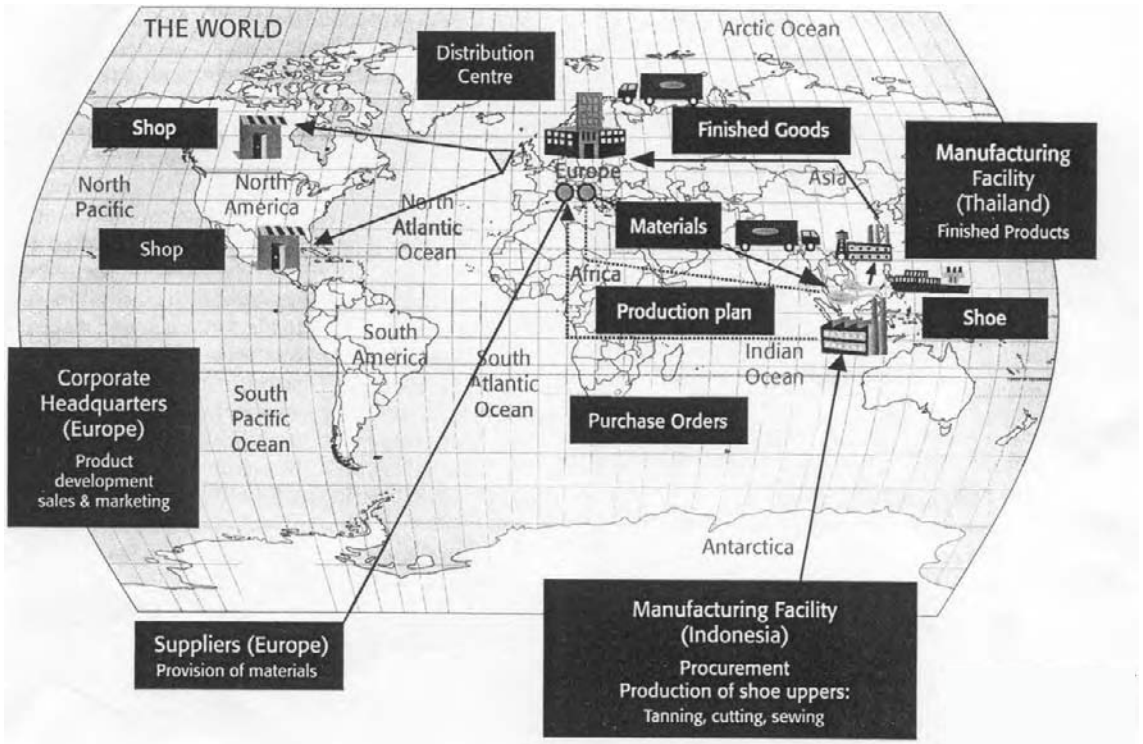 THE WORLD
Arctic Ocean
Distribution
Centre
Shop
Finished Goods
Manufacturing
Facility
(Thailand)
Finished Products
North
Pacific
North
America
Europe
Asia
North
Atlantic
Ocean
Shop
Materials
Africa
Production plan
Shoe
South
America
South
Atlantic
Ocean
Indian
Ocean
Corporate
Headquarters
(Europe)
Product
development
sales & marketing
South
Pacific
Ocean
Purchase Orders
Antarctica
Suppliers (Europe)
Provision of materials
Manufacturing Facility
(Indonesia)
Procurement
Production of shoe uppers:
Tanning, cutting, sewing